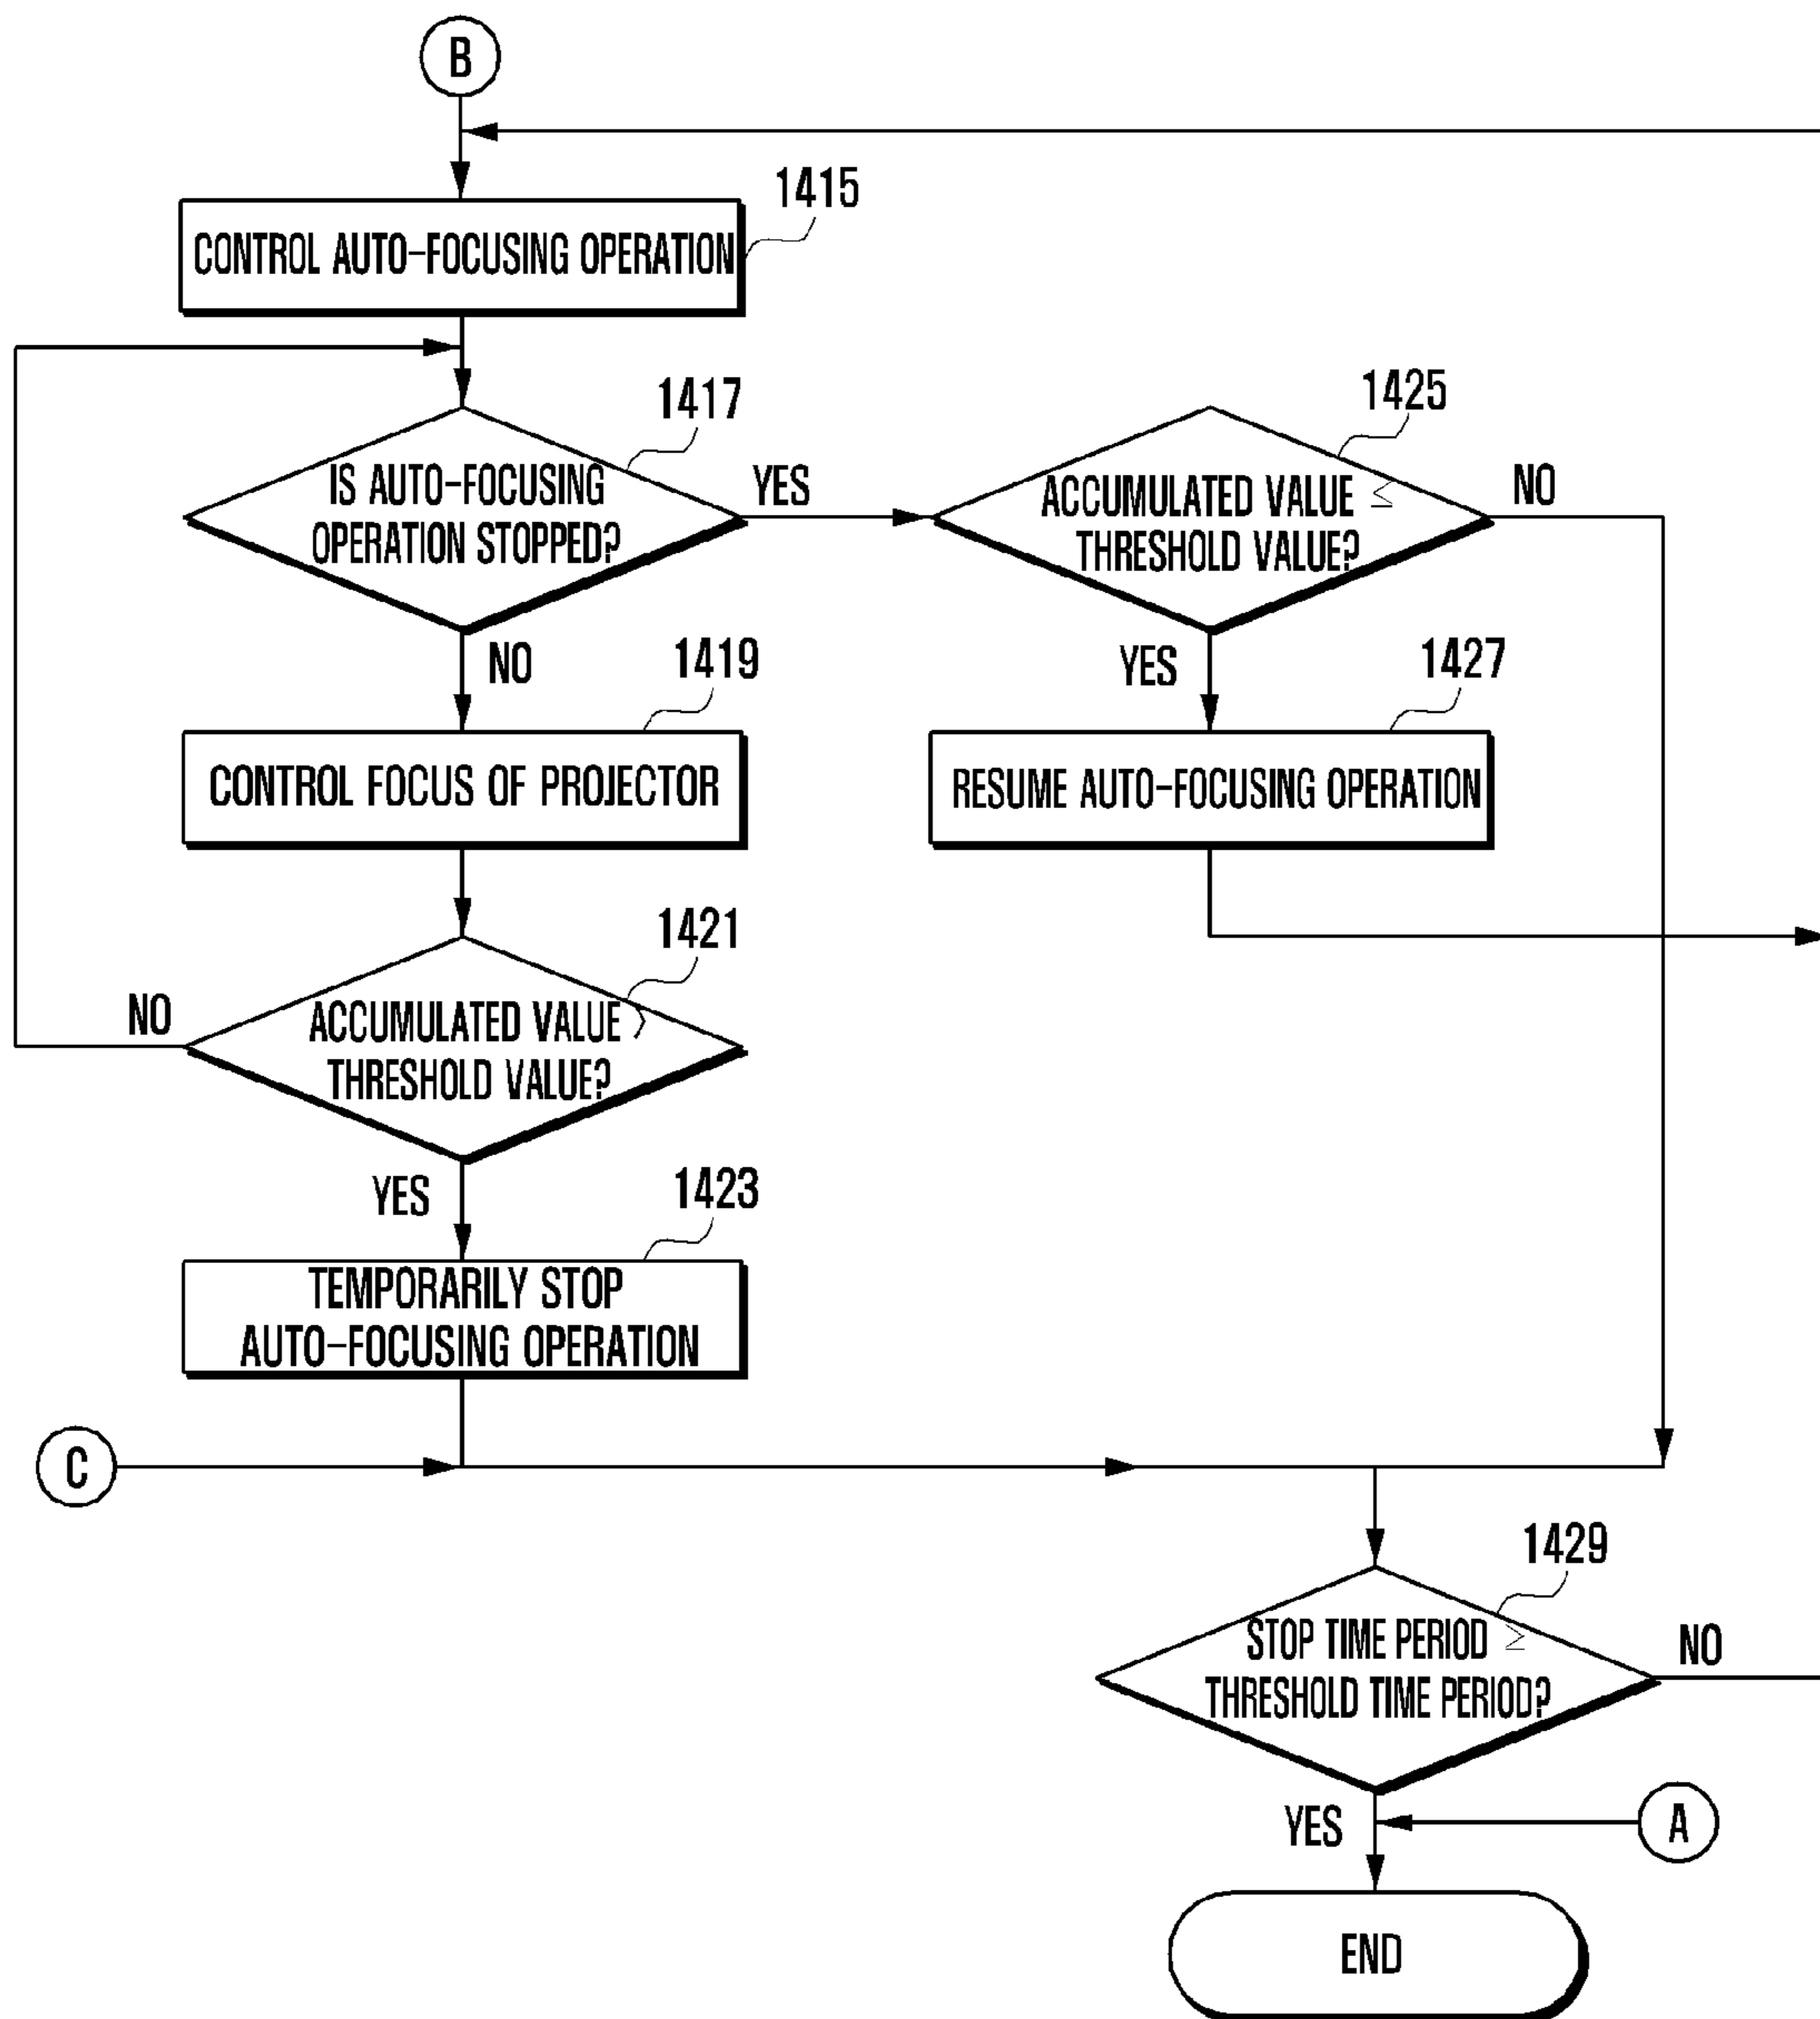 B
1415
CONTROL AUTO-FOCUSING OPERATION
1417
IS AUTO-FOCUSING
OPERATION STOPPED?
YES
NO
1425
ACCUMULATED VALUE ≤
THRESHOLD VALUE?
NO
YES
1419
CONTROL FOCUS OF PROJECTOR
1427
RESUME AUTO-FOCUSING OPERATION
1421
ACCUMULATED VALUE >
THRESHOLD VALUE?
NO
YES
1423
TEMPORARILY STOP
AUTO-FOCUSING OPERATION
C
1429
STOP TIME PERIOD ≥
THRESHOLD TIME PERIOD?
NO
YES
A
END